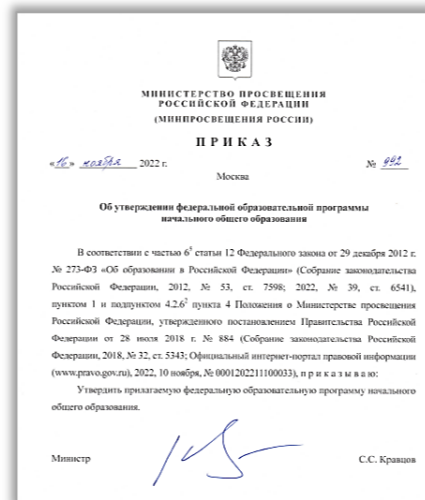 МИНИСТЕРСТВО ПРОСВЕЩЕНИЯ
РОССИЙСКОЙ ФЕДЕРАЦИИ
(МИНПРОСВЕЩЕНИЯ РОССИИ)
ПРИКАЗ
«16» ноября 2022 г. № 992
Москва
Об утверждении федеральной образовательной программы
начального общего образования
В соответствии с частью 6⁵ статьи 12 Федерального закона от 29 декабря 2012 г.
№ 273-ФЗ «Об образовании в Российской Федерации» (Собрание законодательства
Российской Федерации, 2012, № 53, ст. 7598; 2022, № 39, ст. 6541),
пунктом 1 и подпунктом 4.2.6² пункта 4 Положения о Министерстве просвещения
Российской Федерации, утвержденного постановлением Правительства Российской
Федерации от 28 июля 2018 г. № 884 (Собрание законодательства Российской
Федерации, 2018, № 32, ст. 5343; Официальный интернет-портал правовой информации
(www.pravo.gov.ru), 2022, 10 ноября, № 0001202211100033), приказываю:
Утвердить прилагаемую федеральную образовательную программу начального
общего образования.
Министр С.С. Кравцов